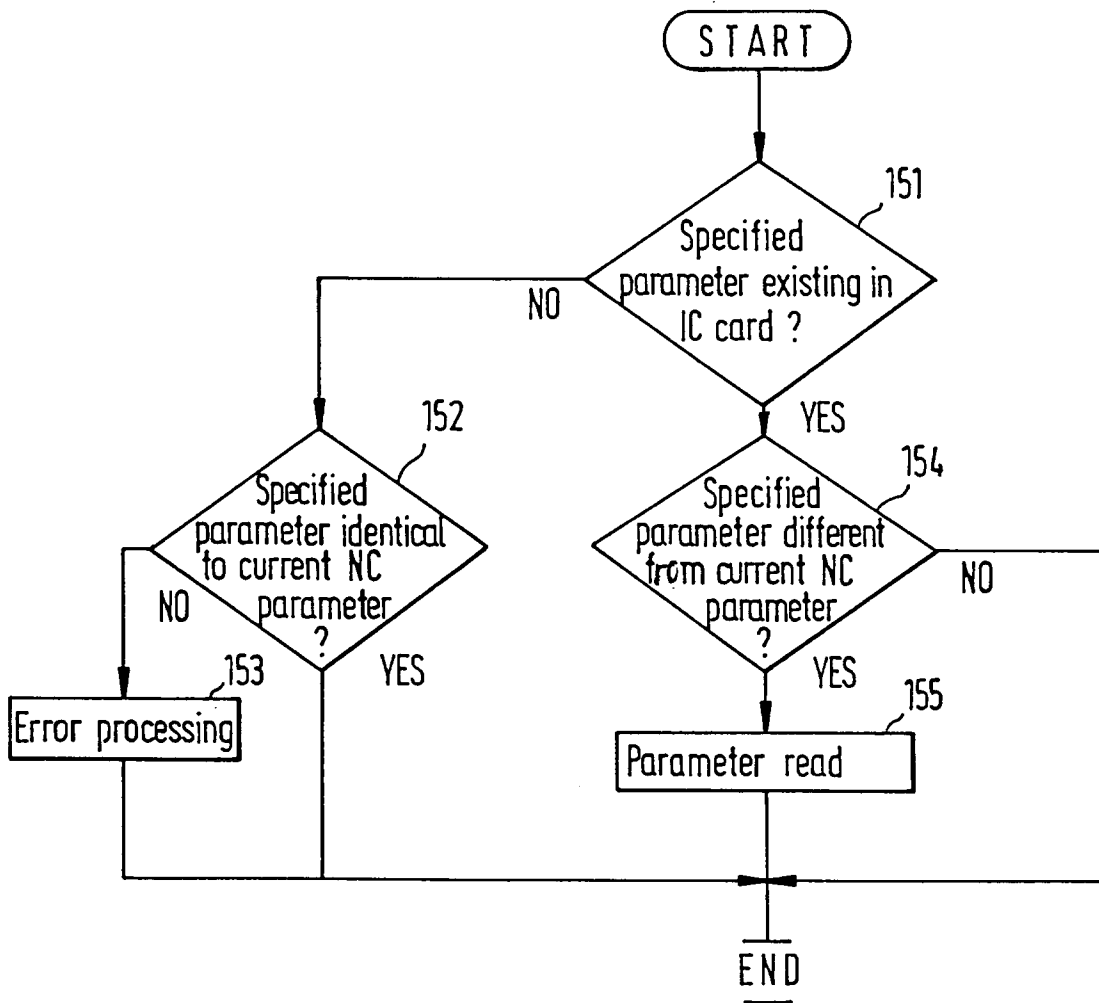 START
151
Specified
parameter existing in
IC card ?
NO
YES
152
Specified
parameter identical
to current NC
parameter
?
NO
YES
153
Error processing
154
Specified
parameter different
from current NC
parameter
?
NO
YES
155
Parameter read
END